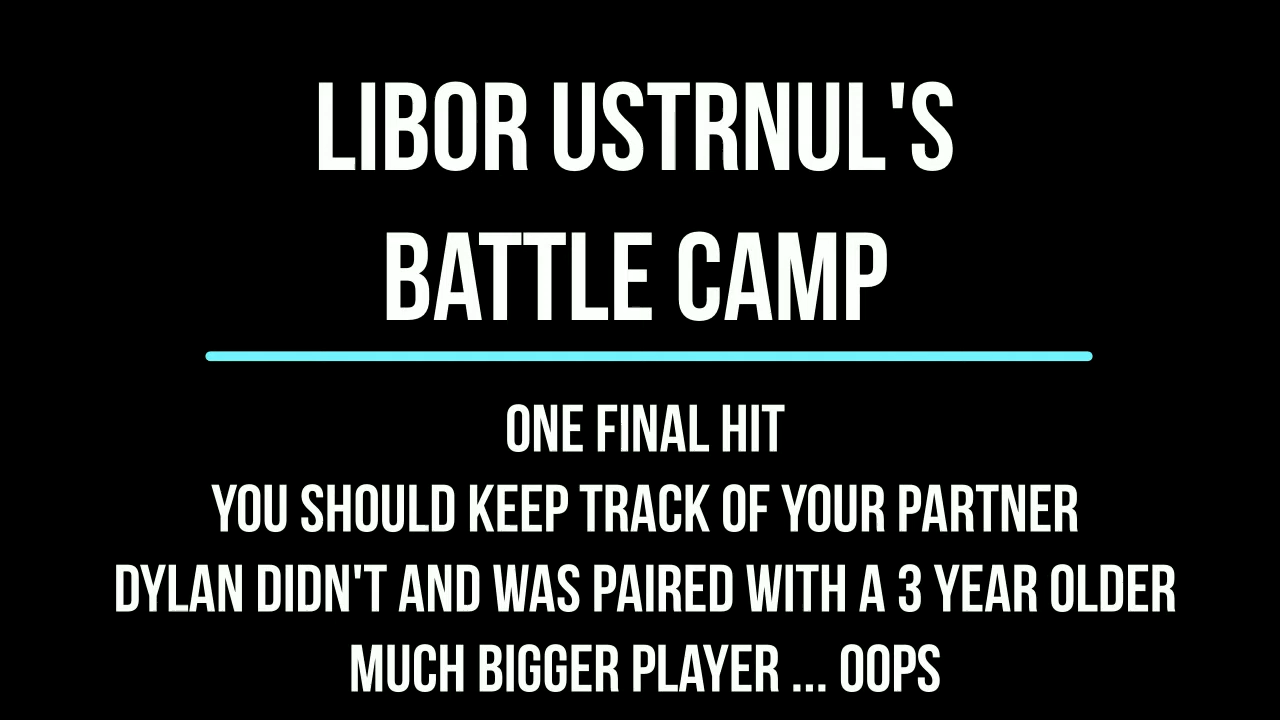 LIBOR USTRNUL'S
BATTLE CAMP
ONE FINAL HIT
YOU SHOULD KEEP TRACK OF YOUR PARTNER
DYLAN DIDN'T AND WAS PAIRED WITH A 3 YEAR OLDER
MUCH BIGGER PLAYER ... OOPS